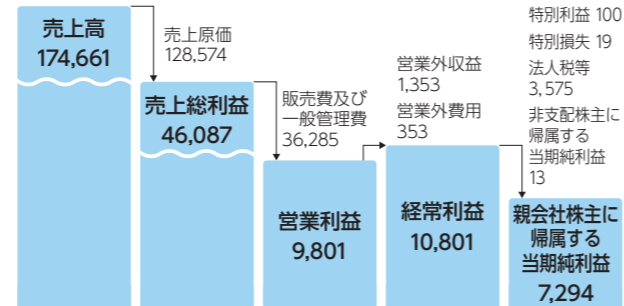 売上高
174,661
売上原価
128,574
売上総利益
46,087
販売費及び
一般管理費
36,285
営業利益
9,801
営業外収益
1,353
営業外費用
353
経常利益
10,801
特別利益 100
特別損失 19
法人税等
3,575
非支配株主に
帰属する
当期純利益
13
親会社株主に
帰属する
当期純利益
7,294